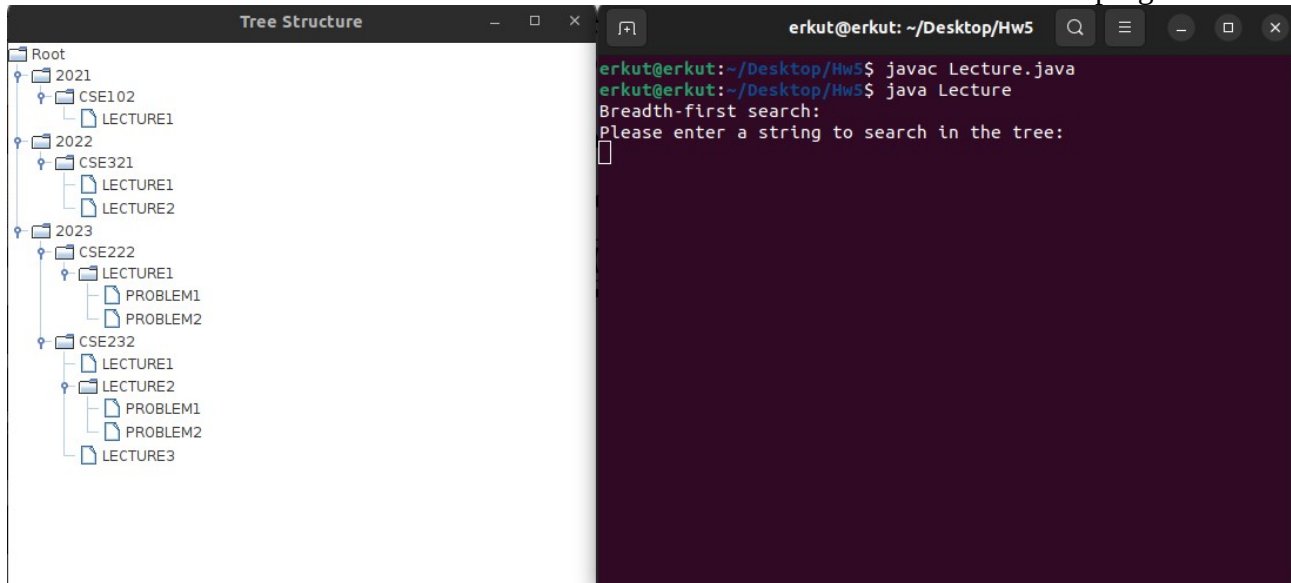 Tree Structure
Root
2021
CSE102
LECTURE1
2022
CSE321
LECTURE1
LECTURE2
2023
CSE222
LECTURE1
PROBLEM1
PROBLEM2
CSE232
LECTURE1
LECTURE2
PROBLEM1
PROBLEM2
LECTURE3
erkut@erkut: ~/Desktop/Hw5
erkut@erkut:~/Desktop/Hw5$ javac Lecture.java
erkut@erkut:~/Desktop/Hw5$ java Lecture
Breadth-first search:
Please enter a string to search in the tree: